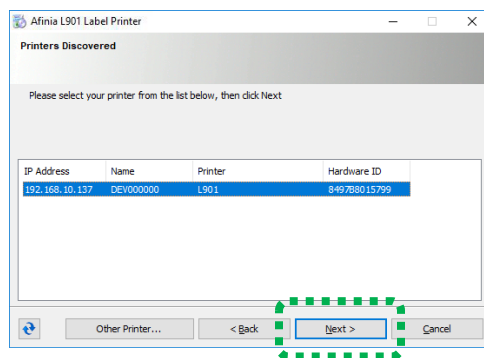 Afinia L901 Label Printer
Printers Discovered
Please select your printer from the list below, then click Next
IP Address Name Printer Hardware ID
192.168.10.137 DEV000000 L901 8497BB015799
Other Printer... < Back Next > Cancel